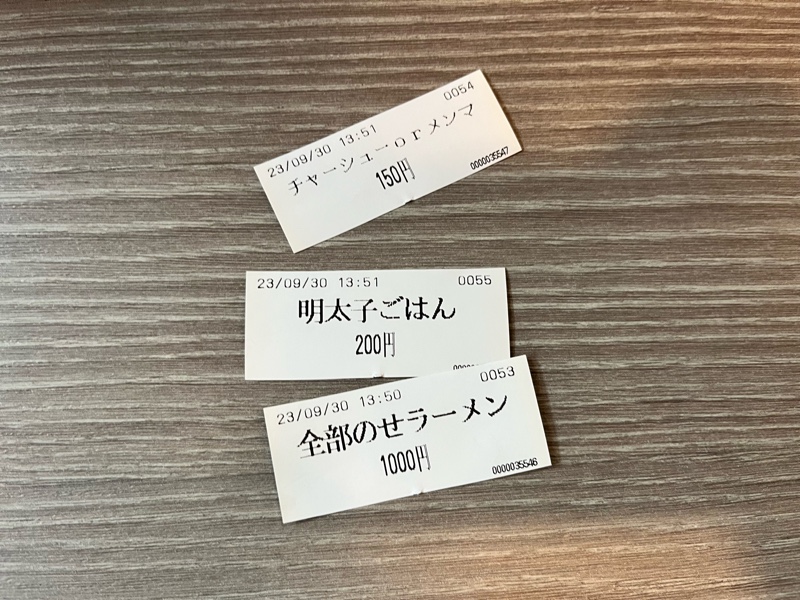 23/09/30 13:51 0054
チャーシューorメンマ
150円
0000035547
23/09/30 13:51 0055
明太子ごはん
200円
23/09/30 13:50 0053
全部のせラーメン
1000円
0000035546